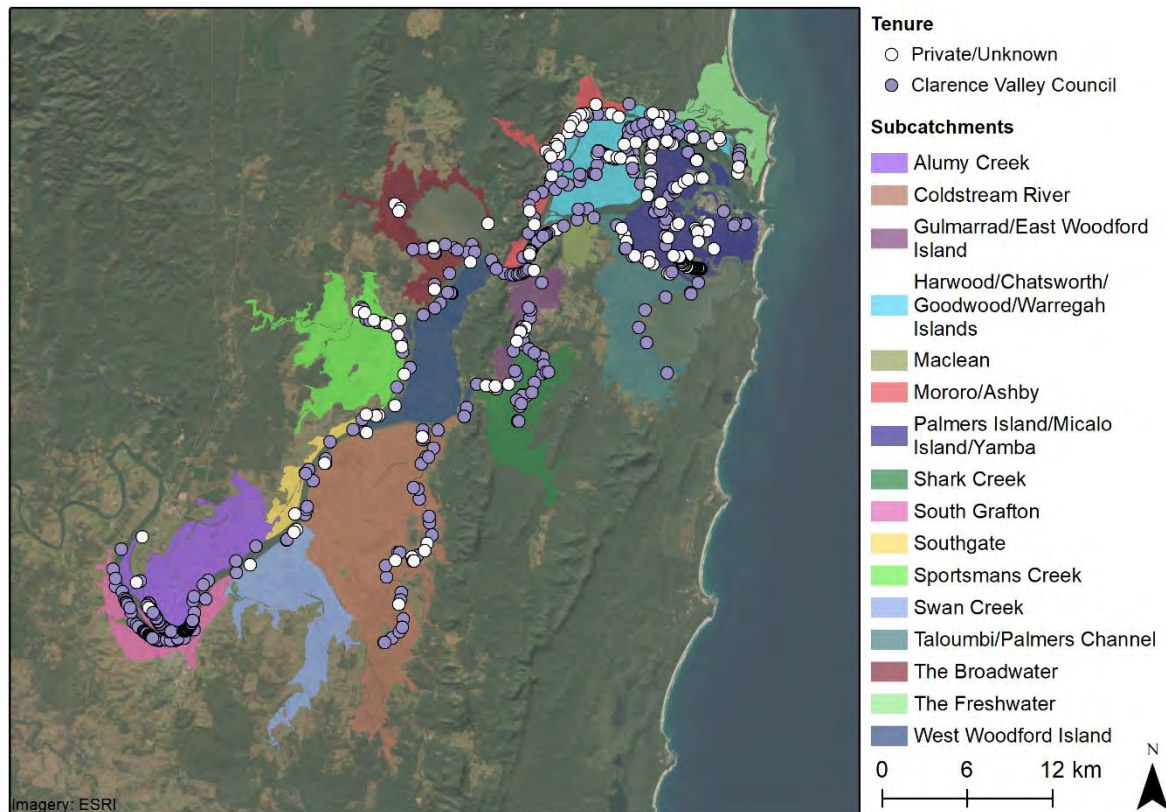 Tenure
Private/Unknown
Clarence Valley Council
Subcatchments
Alumy Creek
Coldstream River
Gulmarrad/East Woodford
Island
Harwood/Chatsworth/
Goodwood/Warregah
Islands
Maclean
Mororo/Ashby
Palmers Island/Micalo
Island/Yamba
Shark Creek
South Grafton
Southgate
Sportsmans Creek
Swan Creek
Taloumbi/Palmers Channel
The Broadwater
The Freshwater
West Woodford Island
N
0 6 12 km
Imagery: ESRI